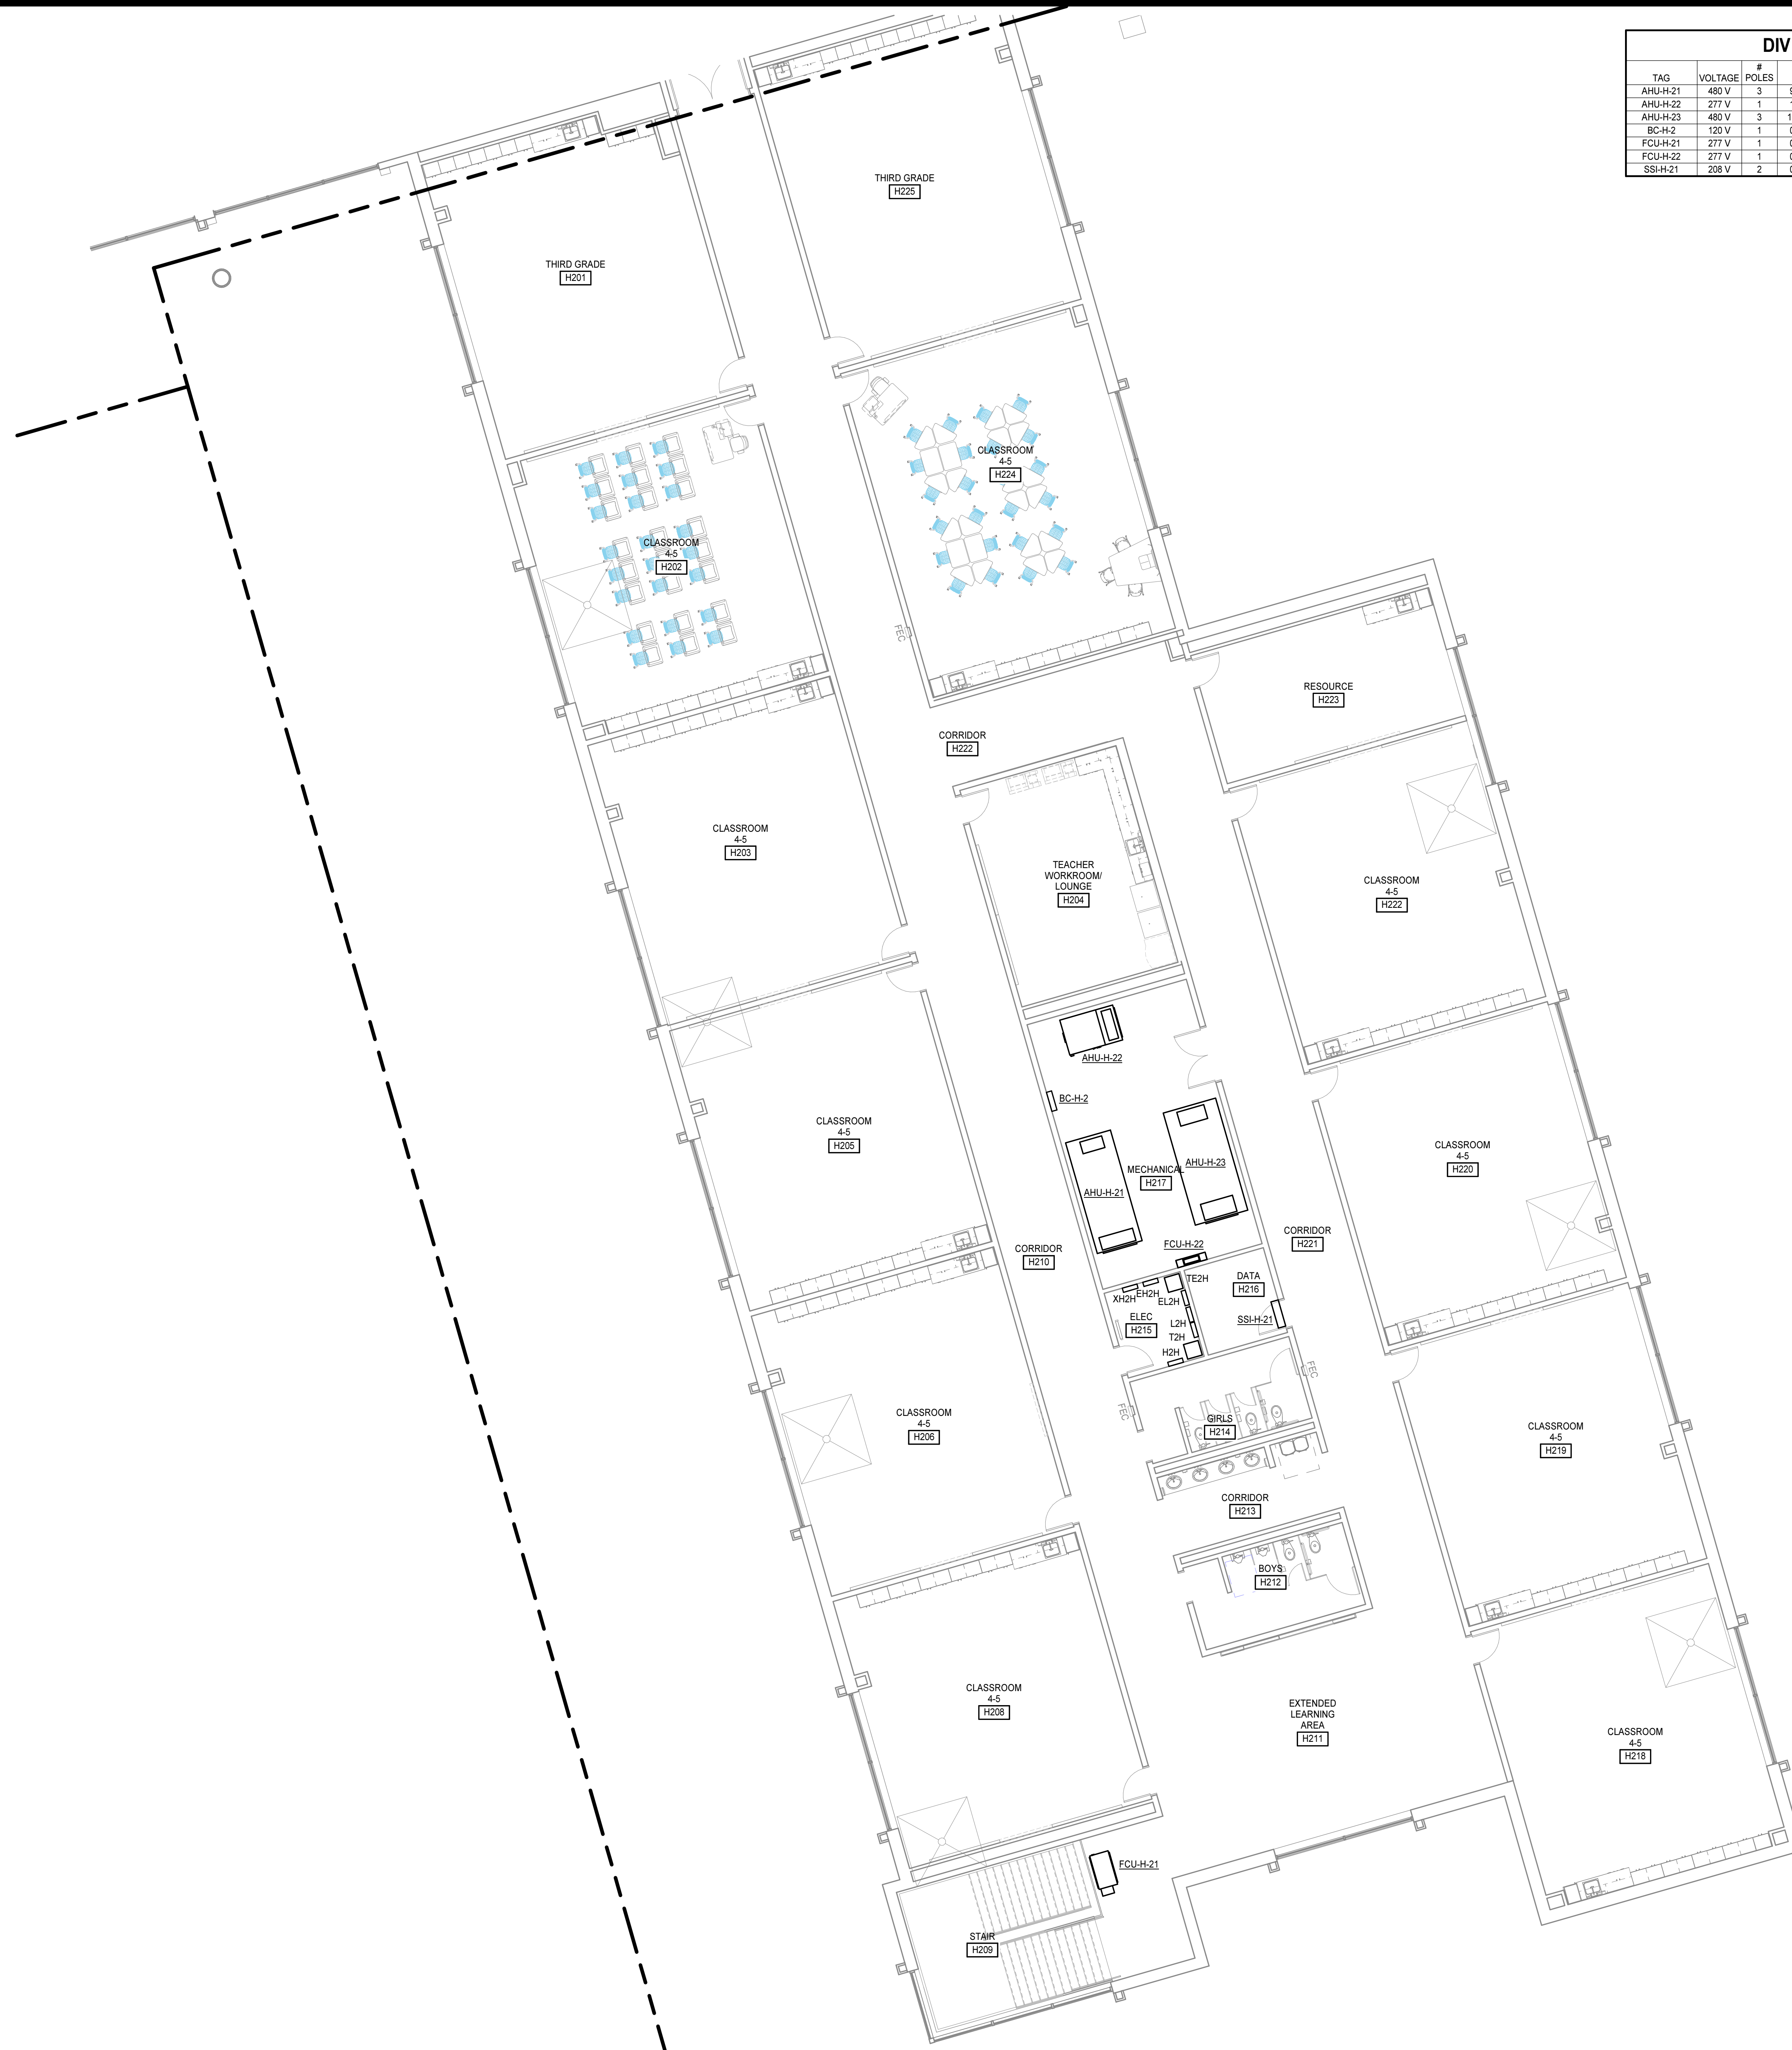 DIV
TAG VOLTAGE # POLES
AHU-H-21 480 V 3
AHU-H-22 277 V 1
AHU-H-23 480 V 3
BC-H-2 120 V 1
FCU-H-21 277 V 1
FCU-H-22 277 V 1
SSI-H-21 208 V 2
THIRD GRADE
H225
THIRD GRADE
H201
CLASSROOM
4-5
H224
CLASSROOM
4-5
H202
FEC
RESOURCE
H223
CORRIDOR
H222
CLASSROOM
4-5
H203
TEACHER
WORKROOM/
LOUNGE
H204
CLASSROOM
4-5
H222
AHU-H-22
BC-H-2
CLASSROOM
4-5
H205
CLASSROOM
4-5
H220
AHU-H-23
MECHANICAL
H217
AHU-H-21
CORRIDOR
H221
FCU-H-22
CORRIDOR
H210
DATA
H216
TE2H
EH2H
XH2H
EL2H
SSI-H-21
ELEC
H215
L2H
T2H
H2H
FEC
FEC
GIRLS
H214
CLASSROOM
4-5
H206
CLASSROOM
4-5
H219
CORRIDOR
H213
BOYS
H212
CLASSROOM
4-5
H208
EXTENDED
LEARNING
AREA
H211
CLASSROOM
4-5
H218
FCU-H-21
STAIR
H209